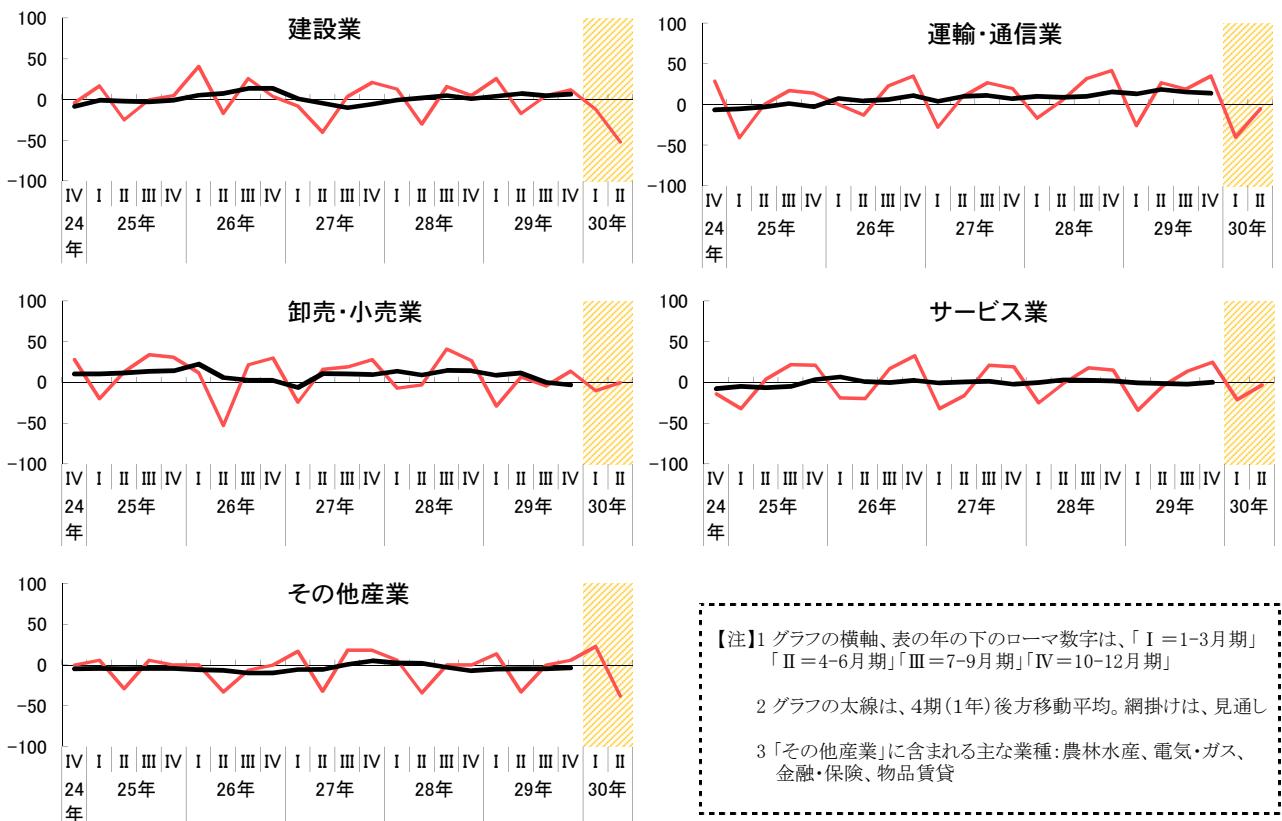 建設業
100
50
0
-50
-100
Ⅳ Ⅰ Ⅱ Ⅲ Ⅳ Ⅰ Ⅱ Ⅲ Ⅳ Ⅰ Ⅱ Ⅲ Ⅳ Ⅰ Ⅱ Ⅲ Ⅳ Ⅰ Ⅱ Ⅲ Ⅳ Ⅰ Ⅱ
24年 25年 26年 27年 28年 29年 30年
運輸・通信業
100
50
0
-50
-100
Ⅳ Ⅰ Ⅱ Ⅲ Ⅳ Ⅰ Ⅱ Ⅲ Ⅳ Ⅰ Ⅱ Ⅲ Ⅳ Ⅰ Ⅱ Ⅲ Ⅳ Ⅰ Ⅱ Ⅲ Ⅳ Ⅰ Ⅱ
24年 25年 26年 27年 28年 29年 30年
卸売・小売業
100
50
0
-50
-100
Ⅳ Ⅰ Ⅱ Ⅲ Ⅳ Ⅰ Ⅱ Ⅲ Ⅳ Ⅰ Ⅱ Ⅲ Ⅳ Ⅰ Ⅱ Ⅲ Ⅳ Ⅰ Ⅱ Ⅲ Ⅳ Ⅰ Ⅱ
24年 25年 26年 27年 28年 29年 30年
サービス業
100
50
0
-50
-100
Ⅳ Ⅰ Ⅱ Ⅲ Ⅳ Ⅰ Ⅱ Ⅲ Ⅳ Ⅰ Ⅱ Ⅲ Ⅳ Ⅰ Ⅱ Ⅲ Ⅳ Ⅰ Ⅱ Ⅲ Ⅳ Ⅰ Ⅱ
24年 25年 26年 27年 28年 29年 30年
その他産業
100
50
0
-50
-100
Ⅳ Ⅰ Ⅱ Ⅲ Ⅳ Ⅰ Ⅱ Ⅲ Ⅳ Ⅰ Ⅱ Ⅲ Ⅳ Ⅰ Ⅱ Ⅲ Ⅳ Ⅰ Ⅱ Ⅲ Ⅳ Ⅰ Ⅱ
24年 25年 26年 27年 28年 29年 30年
【注】1 グラフの横軸、表の年の下のローマ数字は、「Ⅰ＝1-3月期」
「Ⅱ＝4-6月期」「Ⅲ＝7-9月期」「Ⅳ＝10-12月期」
2 グラフの太線は、4期(1年)後方移動平均。網掛けは、見通し
3 「その他産業」に含まれる主な業種：農林水産、電気・ガス、
金融・保険、物品賃貸